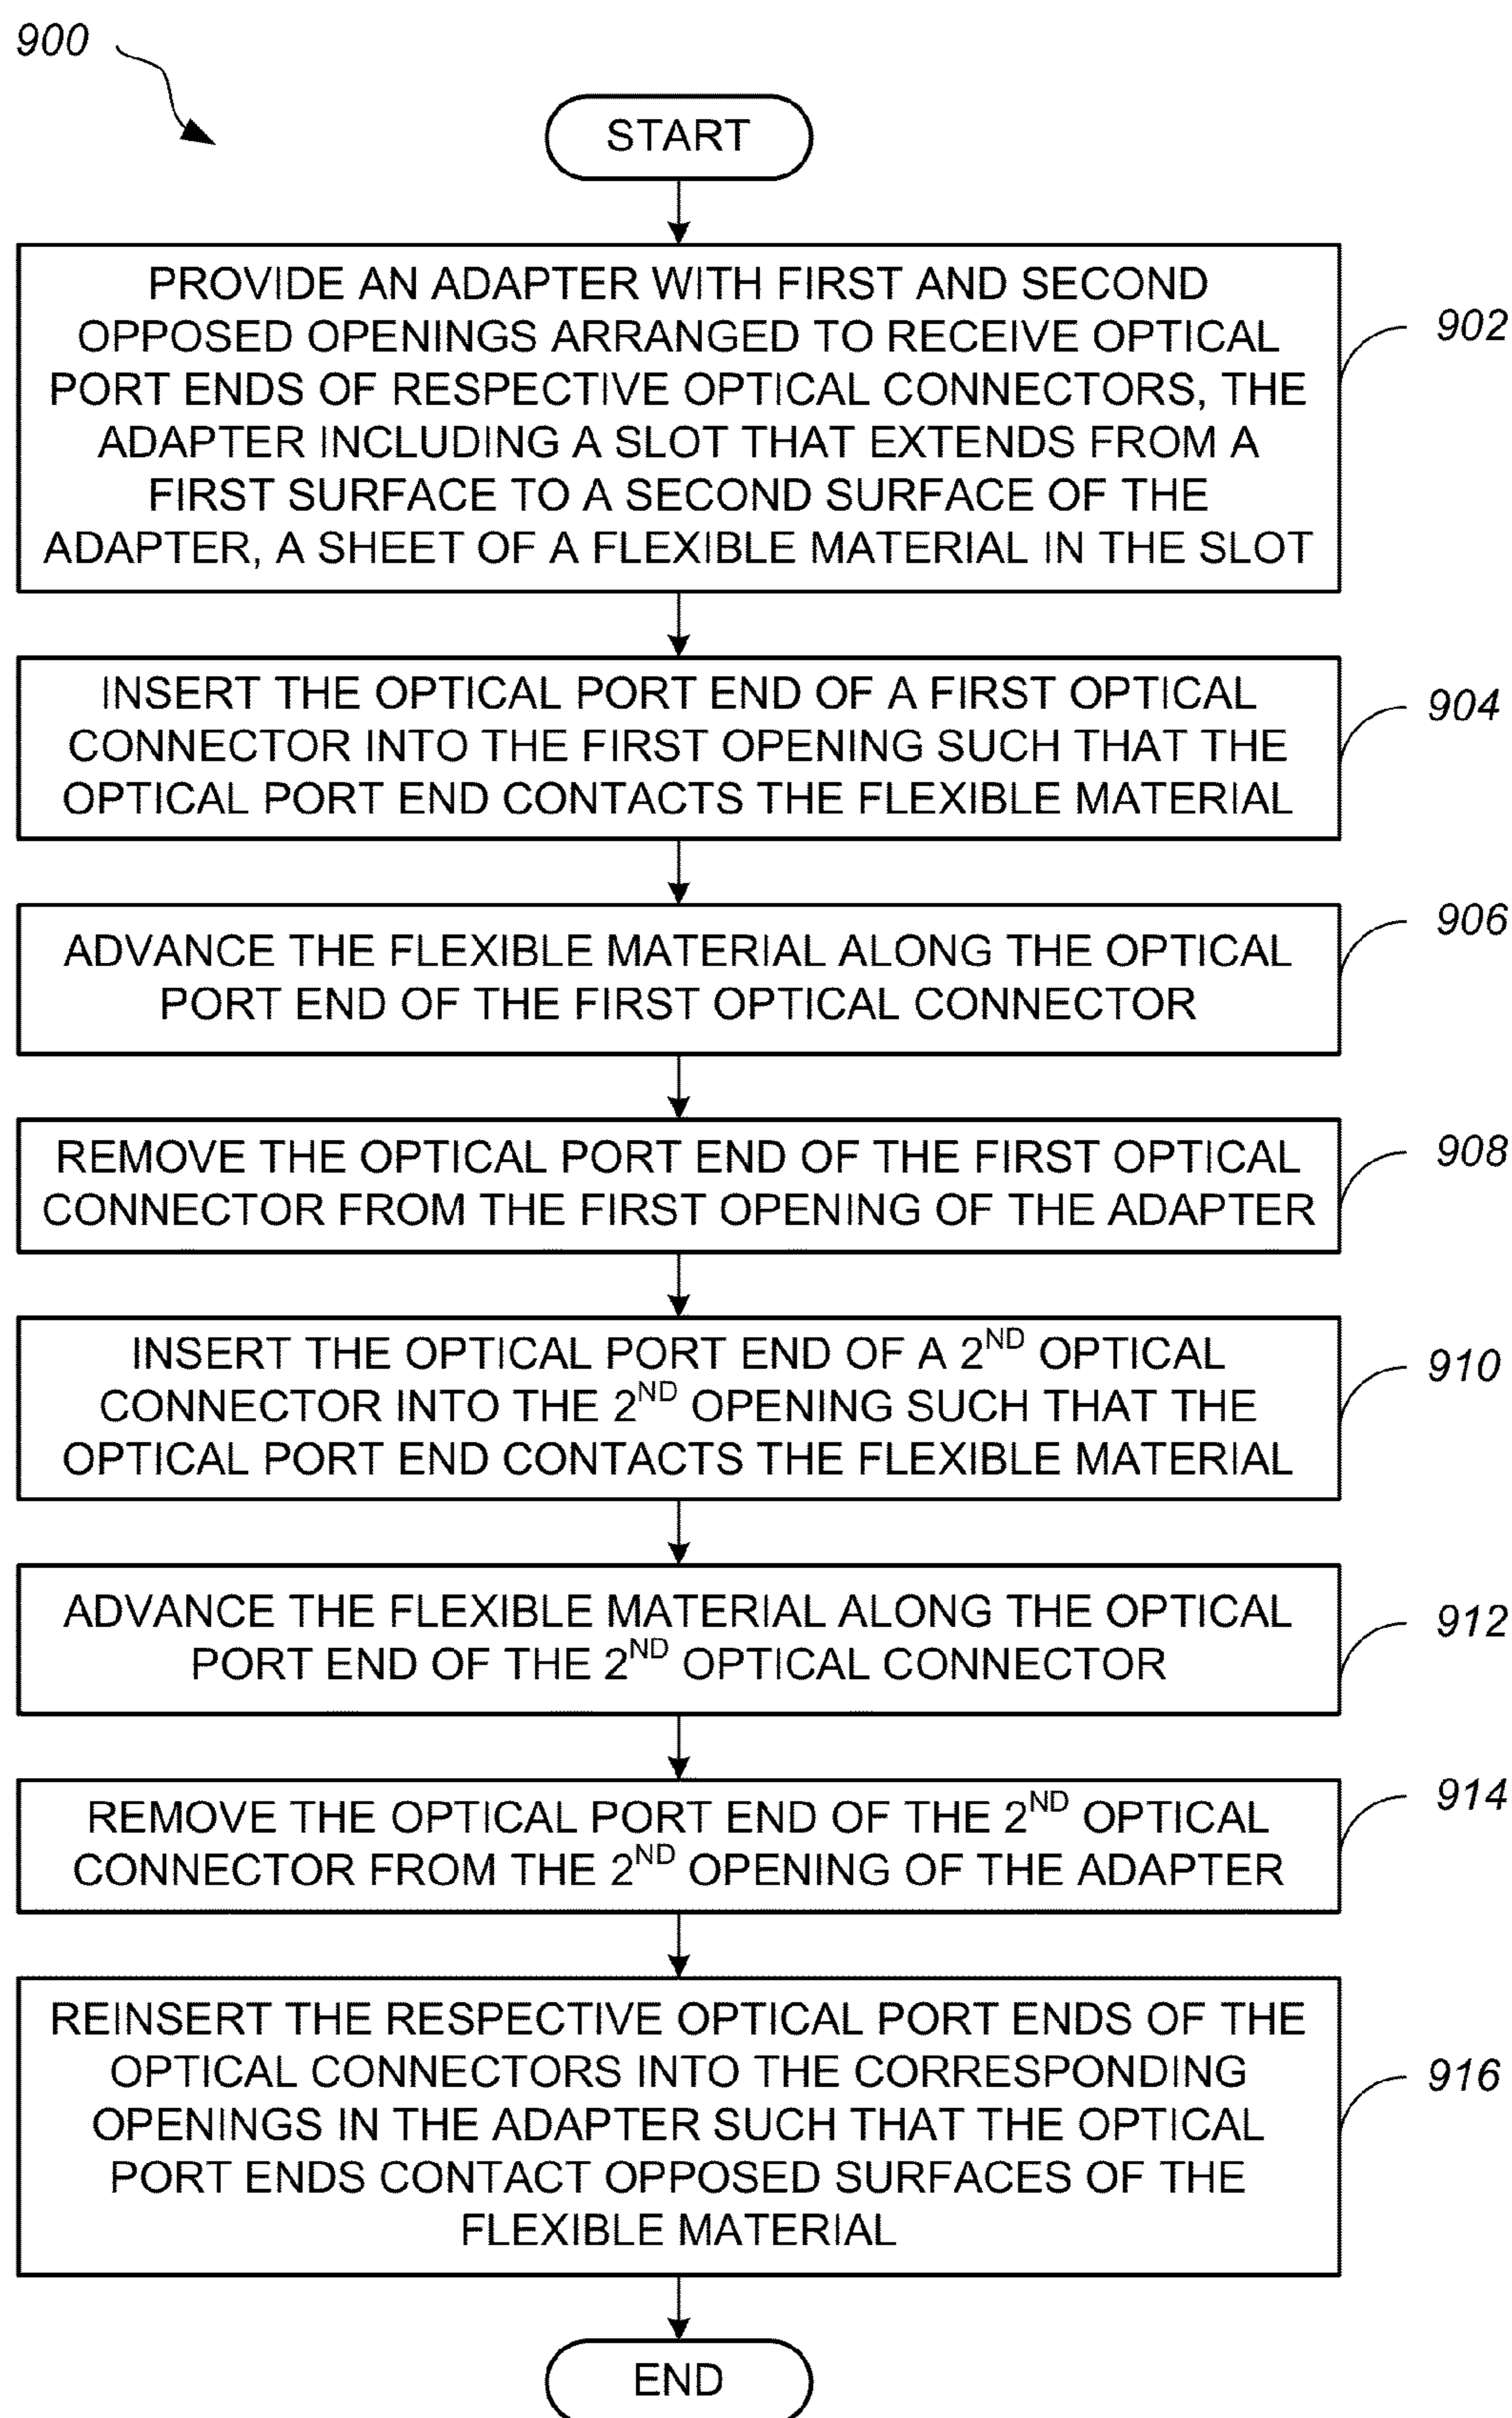 900
START
PROVIDE AN ADAPTER WITH FIRST AND SECOND
OPPOSED OPENINGS ARRANGED TO RECEIVE OPTICAL
PORT ENDS OF RESPECTIVE OPTICAL CONNECTORS, THE
ADAPTER INCLUDING A SLOT THAT EXTENDS FROM A
FIRST SURFACE TO A SECOND SURFACE OF THE
ADAPTER, A SHEET OF A FLEXIBLE MATERIAL IN THE SLOT
902
INSERT THE OPTICAL PORT END OF A FIRST OPTICAL
CONNECTOR INTO THE FIRST OPENING SUCH THAT THE
OPTICAL PORT END CONTACTS THE FLEXIBLE MATERIAL
904
ADVANCE THE FLEXIBLE MATERIAL ALONG THE OPTICAL
PORT END OF THE FIRST OPTICAL CONNECTOR
906
REMOVE THE OPTICAL PORT END OF THE FIRST OPTICAL
CONNECTOR FROM THE FIRST OPENING OF THE ADAPTER
908
INSERT THE OPTICAL PORT END OF A 2ND OPTICAL
CONNECTOR INTO THE 2ND OPENING SUCH THAT THE
OPTICAL PORT END CONTACTS THE FLEXIBLE MATERIAL
910
ADVANCE THE FLEXIBLE MATERIAL ALONG THE OPTICAL
PORT END OF THE 2ND OPTICAL CONNECTOR
912
REMOVE THE OPTICAL PORT END OF THE 2ND OPTICAL
CONNECTOR FROM THE 2ND OPENING OF THE ADAPTER
914
REINSERT THE RESPECTIVE OPTICAL PORT ENDS OF THE
OPTICAL CONNECTORS INTO THE CORRESPONDING
OPENINGS IN THE ADAPTER SUCH THAT THE OPTICAL
PORT ENDS CONTACT OPPOSED SURFACES OF THE
FLEXIBLE MATERIAL
916
END